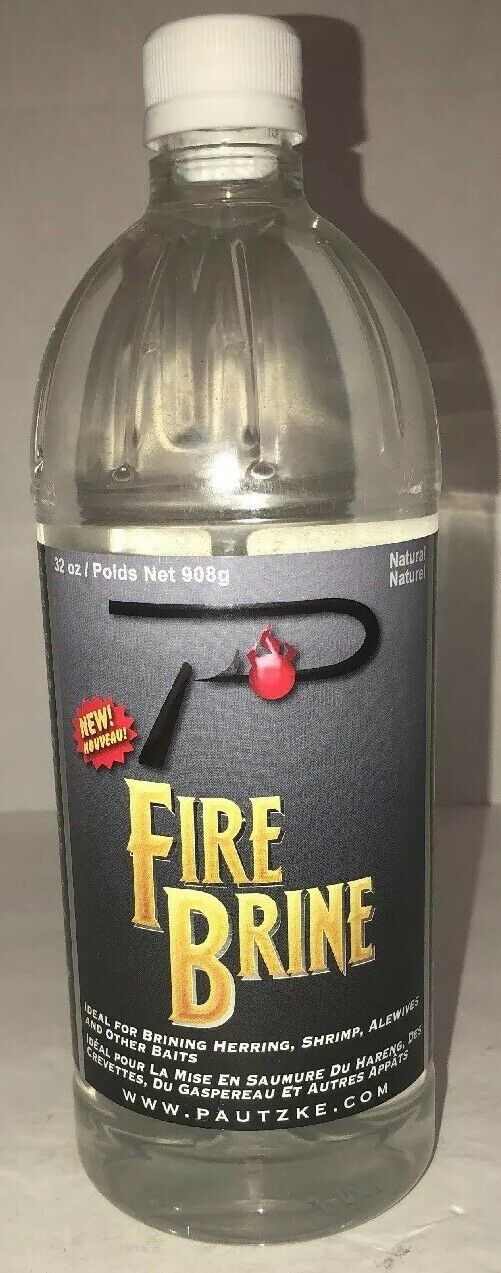 32 oz / Poids Net 908g
Natural
Naturel
NEW!
NOUVEAU!
FIRE
BRINE
IDEAL FOR BRINING HERRING, SHRIMP, ALEWIVES
AND OTHER BAITS
IDÉAL POUR LA MISE EN SAUMURE DU HARENG, DES
CREVETTES, DU GASPEREAU ET AUTRES APPÂTS
WWW.PAUTZKE.COM